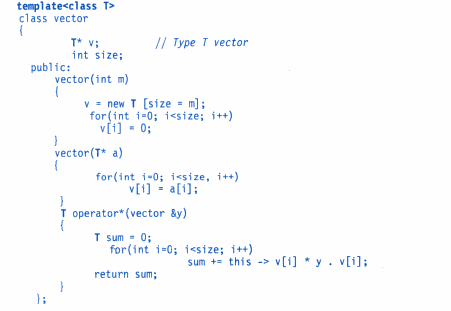 template<class T>
class vector
{
T* v; // Type T vector
int size;
public:
vector(int m)
{
v = new T [size = m];
for(int i=0; i<size; i++)
v[i] = 0;
}
vector(T* a)
{
for(int i=0; i<size, i++)
v[i] = a[i];
}
T operator*(vector &y)
{
T sum = 0;
for(int i=0; i<size; i++)
sum += this -> v[i] * y . v[i];
return sum;
}
};